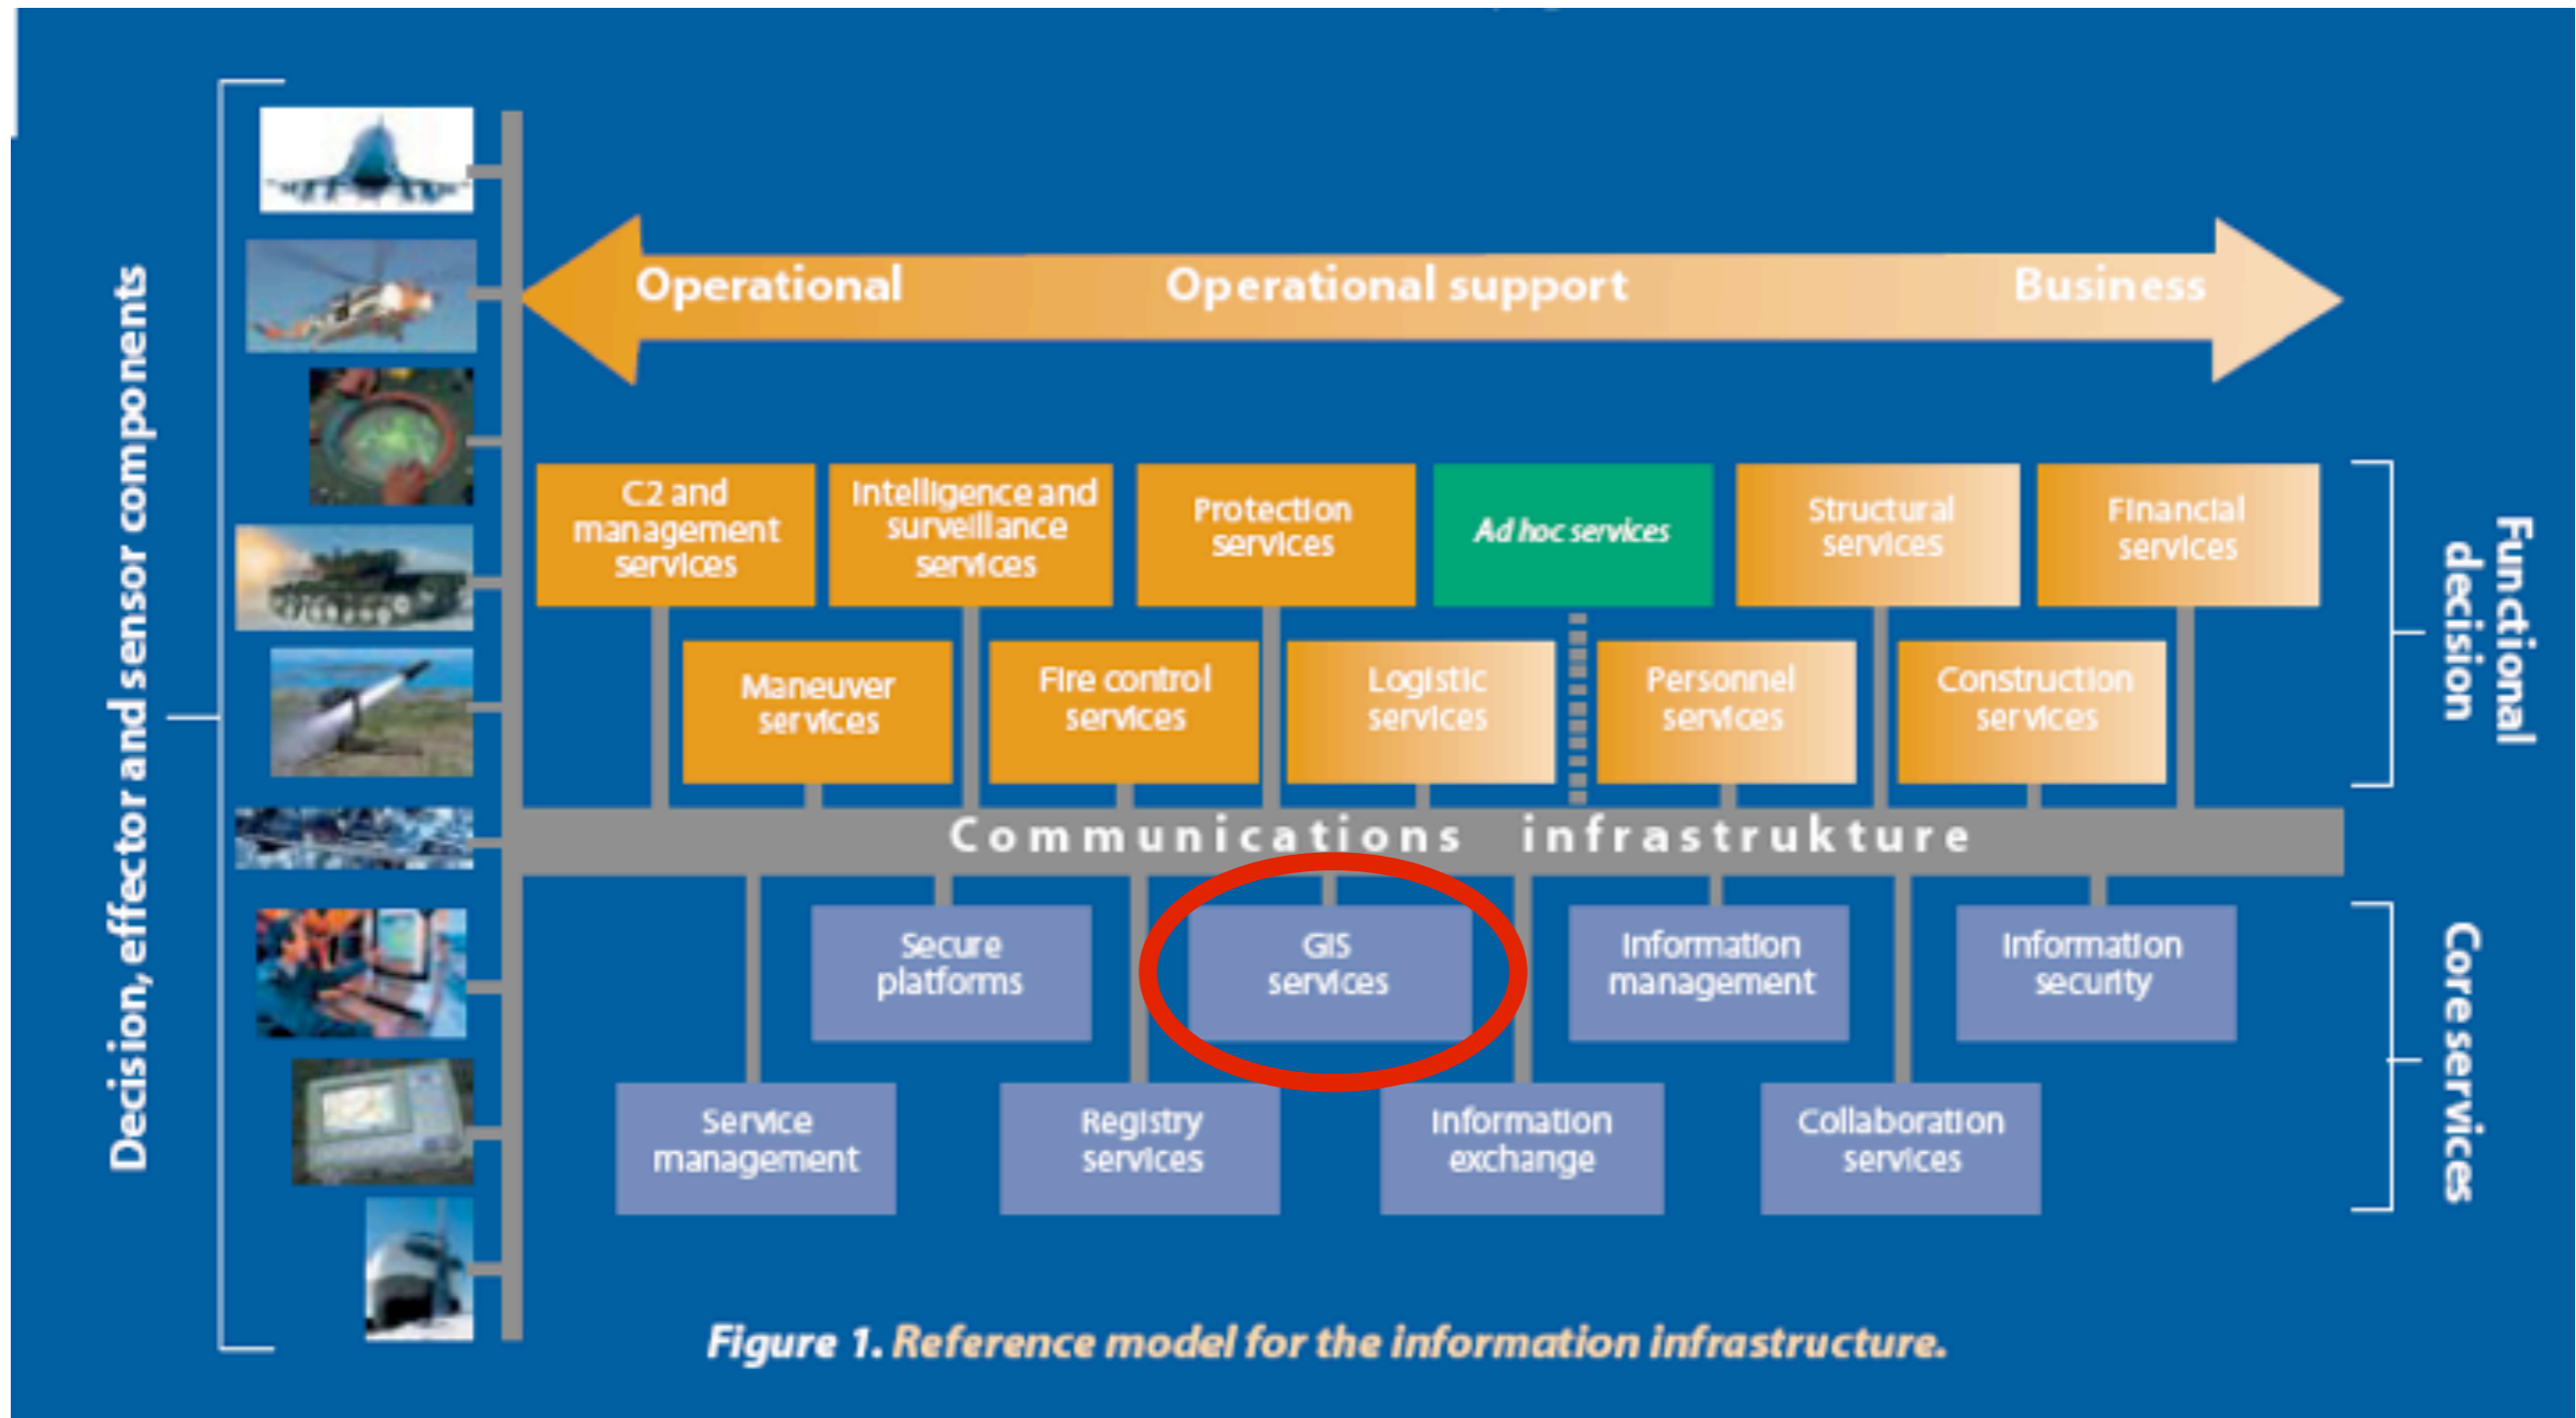 Decision, effector and sensor components
Operational
Operational support
Business
C2 and
management
services
Intelligence and
surveillance
services
Protection
services
Ad hoc services
Structural
services
Financial
services
Maneuver
services
Fire control
services
Logistic
services
Personnel
services
Construction
services
Functional
decision
Communications infrastrukture
Secure
platforms
GIS
services
Information
management
Information
security
Service
management
Registry
services
Information
exchange
Collaboration
services
Core services
Figure 1. Reference model for the information infrastructure.